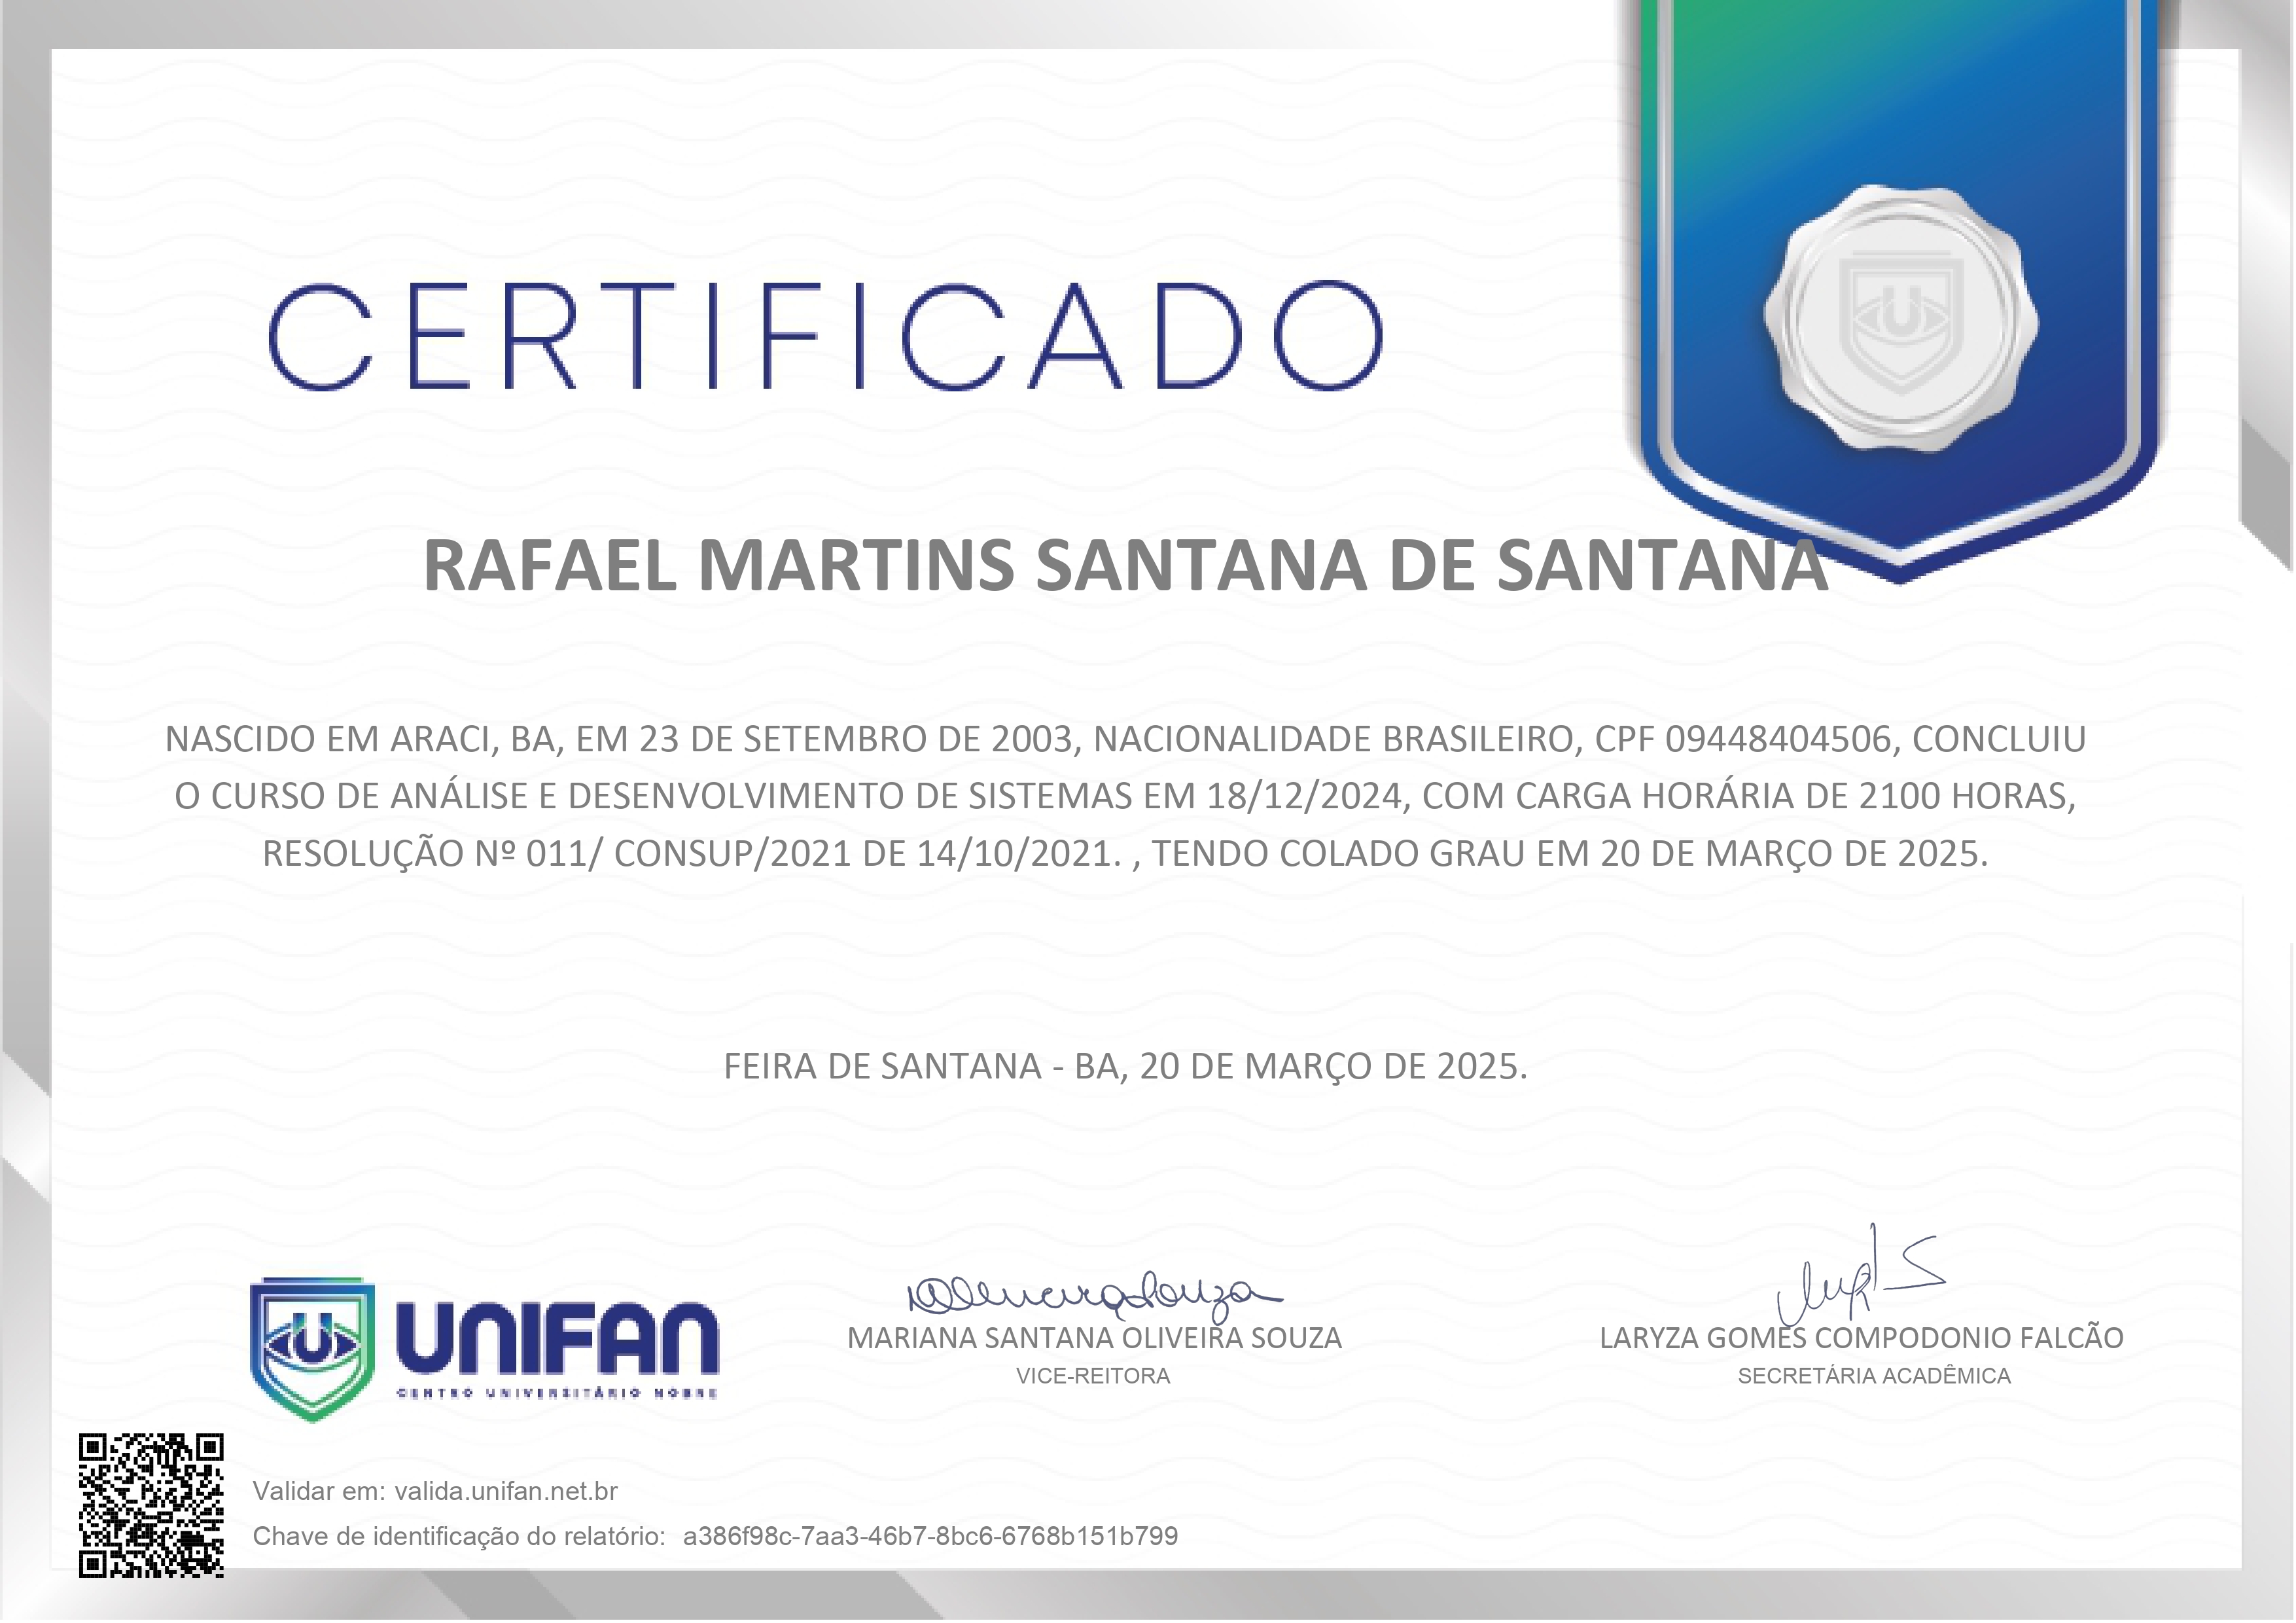 CERTIFICADO
RAFAEL MARTINS SANTANA DE SANTANA
NASCIDO EM ARACI, BA, EM 23 DE SETEMBRO DE 2003, NACIONALIDADE BRASILEIRO, CPF 09448404506, CONCLUIU
O CURSO DE ANÁLISE E DESENVOLVIMENTO DE SISTEMAS EM 18/12/2024, COM CARGA HORÁRIA DE 2100 HORAS,
RESOLUÇÃO Nº 011/ CONSUP/2021 DE 14/10/2021. , TENDO COLADO GRAU EM 20 DE MARÇO DE 2025.
FEIRA DE SANTANA - BA, 20 DE MARÇO DE 2025.
UNIFAN
CENTRO UNIVERSITÁRIO NOBRE
MARIANA SANTANA OLIVEIRA SOUZA
VICE-REITORA
LARYZA GOMES COMPODONIO FALCÃO
SECRETÁRIA ACADÊMICA
Validar em: valida.unifan.net.br
Chave de identificação do relatório: a386f98c-7aa3-46b7-8bc6-6768b151b799